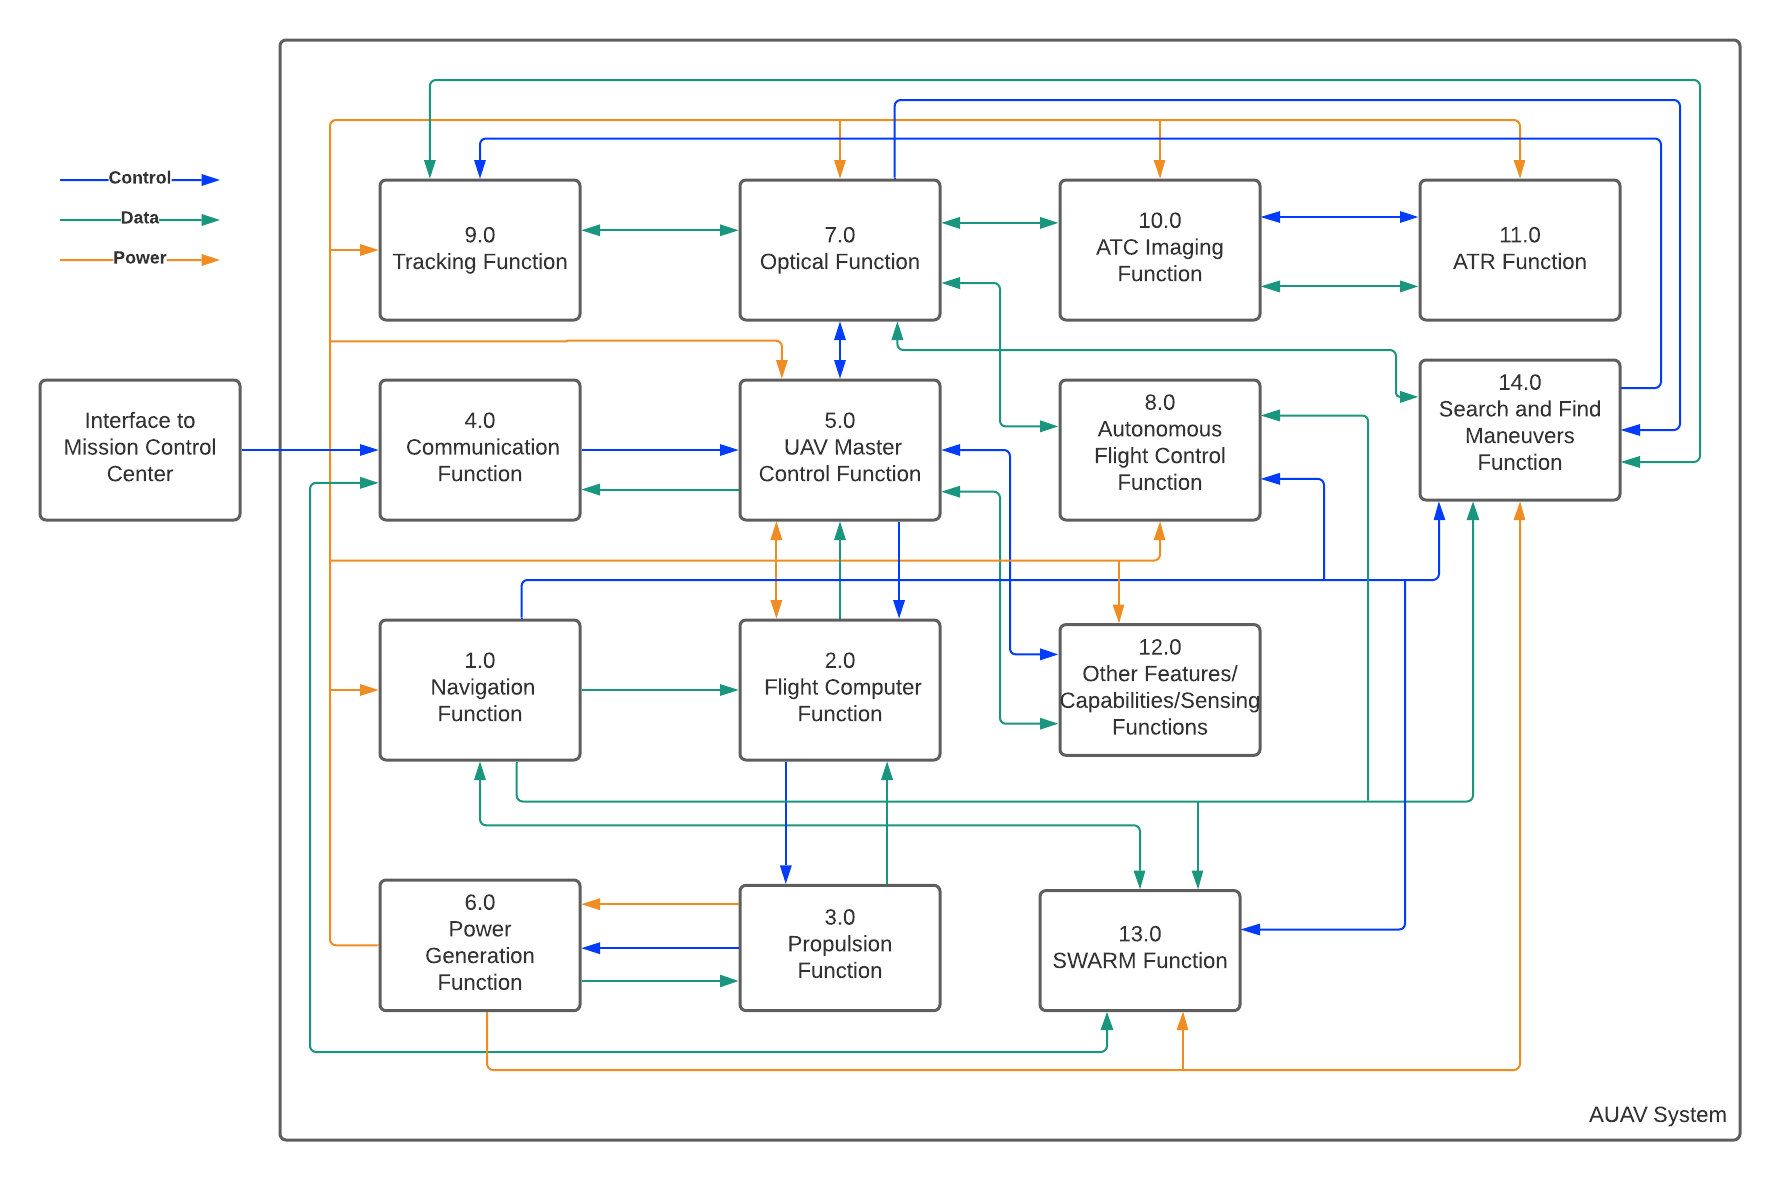 Control
Data
Power
9.0
Tracking Function
7.0
Optical Function
10.0
ATC Imaging
Function
11.0
ATR Function
Interface to
Mission Control
Center
4.0
Communication
Function
5.0
UAV Master
Control Function
8.0
Autonomous
Flight Control
Function
14.0
Search and Find
Maneuvers
Function
1.0
Navigation
Function
2.0
Flight Computer
Function
12.0
Other Features/
Capabilities/Sensing
Functions
6.0
Power
Generation
Function
3.0
Propulsion
Function
13.0
SWARM Function
AUAV System